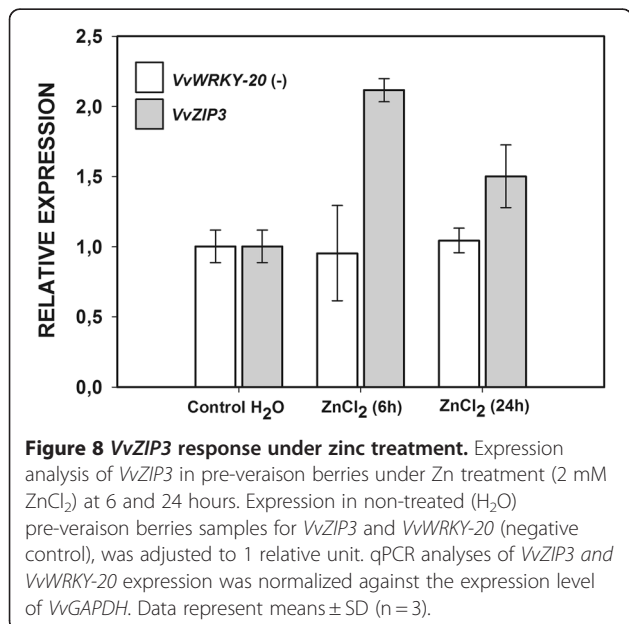 2,5
2,0
1,5
1,0
0,5
0,0
RELATIVE EXPRESSION
VvWRKY-20 (-)
VvZIP3
Control H₂O ZnCl₂ (6h) ZnCl₂ (24h)
Figure 8 VvZIP3 response under zinc treatment. Expression
analysis of VvZIP3 in pre-veraison berries under Zn treatment (2 mM
ZnCl₂) at 6 and 24 hours. Expression in non-treated (H₂O)
pre-veraison berries samples for VvZIP3 and VvWRKY-20 (negative
control), was adjusted to 1 relative unit. qPCR analyses of VvZIP3 and
VvWRKY-20 expression was normalized against the expression level
of VvGAPDH. Data represent means ± SD (n = 3).